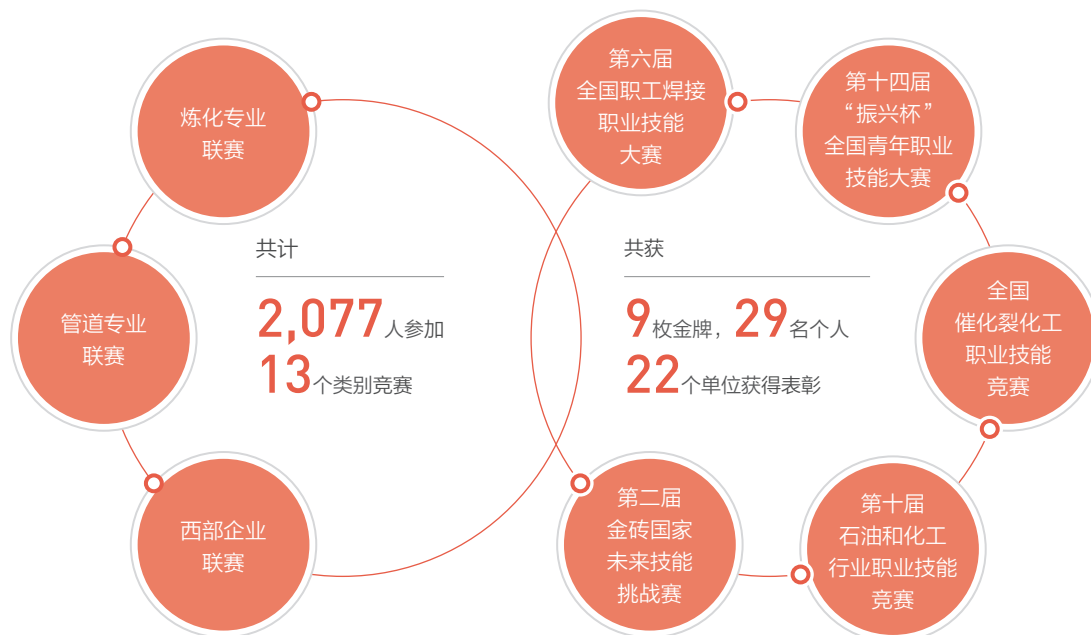 炼化专业
联赛
管道专业
联赛
西部企业
联赛
共计
2,077人参加
13个类别竞赛
第六届
全国职工焊接
职业技能
大赛
第十四届
“振兴杯”
全国青年职业
技能大赛
全国
催化裂化工
职业技能
竞赛
第十届
石油和化工
行业职业技能
竞赛
第二届
金砖国家
未来技能
挑战赛
共获
9枚金牌，29名个人
22个单位获得表彰